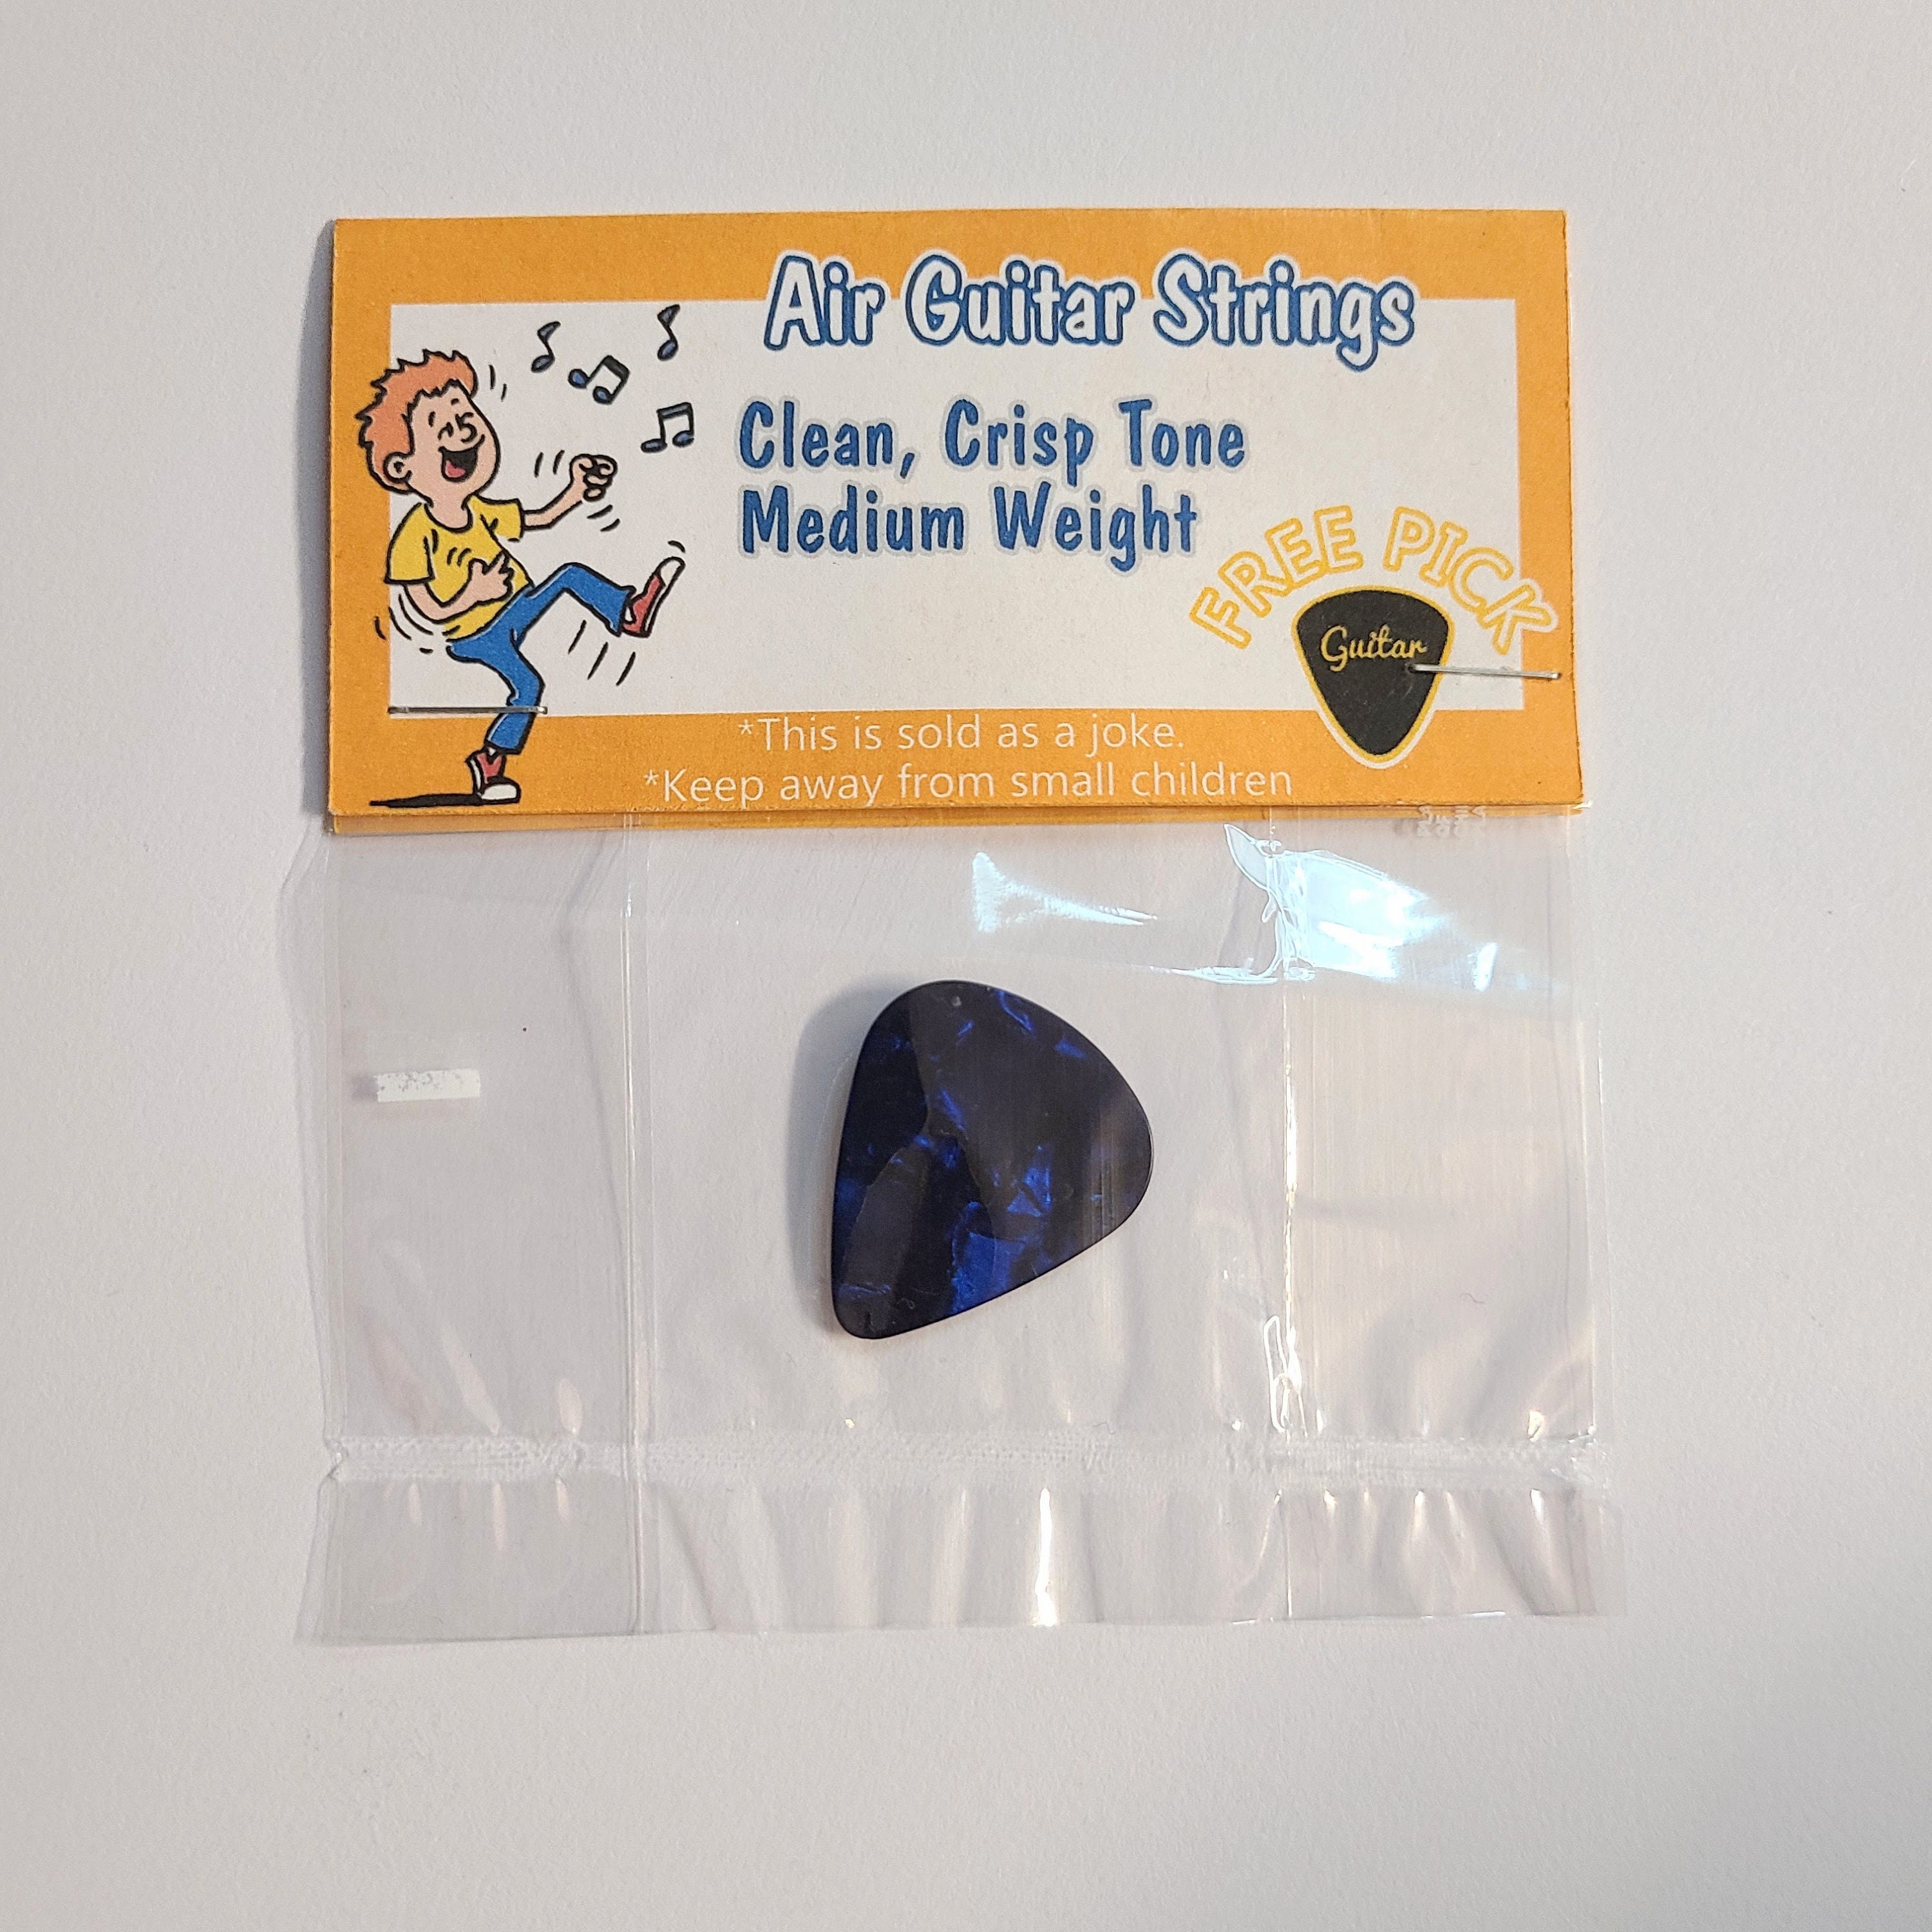 Air Guitar Strings
Clean, Crisp Tone
Medium Weight
FREE PICK
Guitar
*This is sold as a joke.
*Keep away from small children